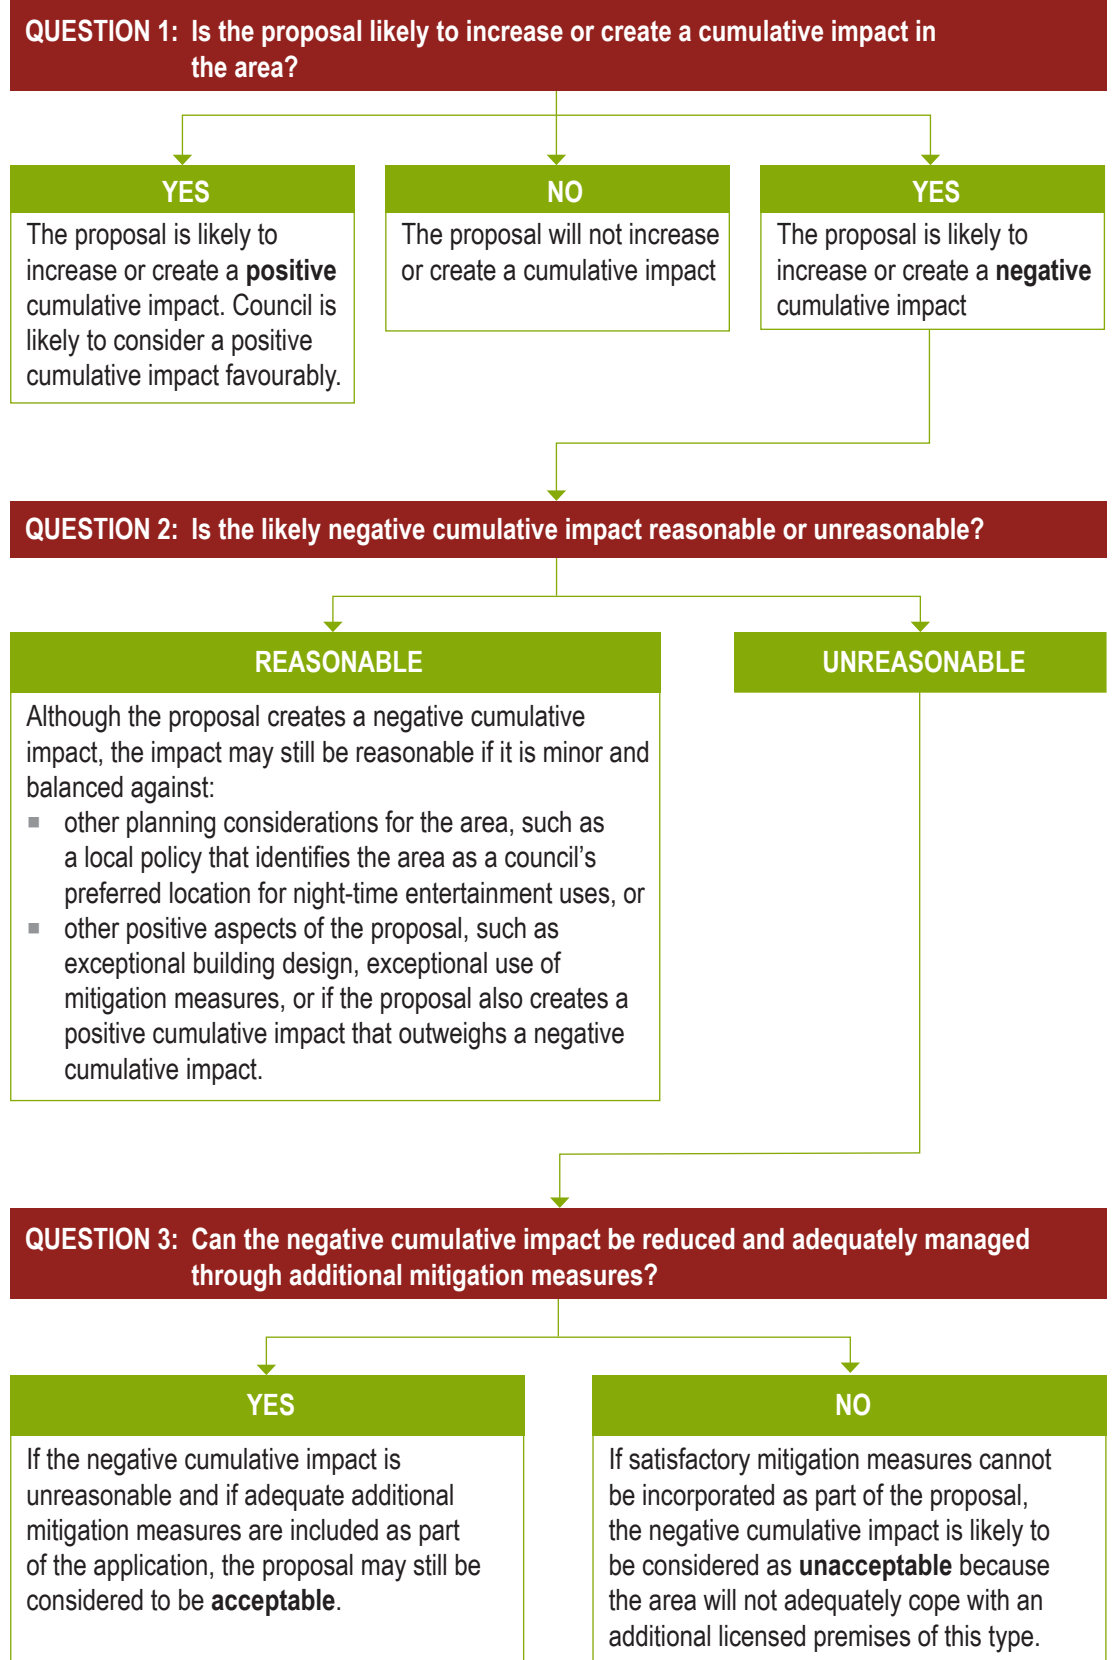 QUESTION 1: Is the proposal likely to increase or create a cumulative impact in
the area?
YES
The proposal is likely to
increase or create a positive
cumulative impact. Council is
likely to consider a positive
cumulative impact favourably.
NO
The proposal will not increase
or create a cumulative impact
YES
The proposal is likely to
increase or create a negative
cumulative impact
QUESTION 2: Is the likely negative cumulative impact reasonable or unreasonable?
REASONABLE
Although the proposal creates a negative cumulative
impact, the impact may still be reasonable if it is minor and
balanced against:
■ other planning considerations for the area, such as
a local policy that identifies the area as a council’s
preferred location for night-time entertainment uses, or
■ other positive aspects of the proposal, such as
exceptional building design, exceptional use of
mitigation measures, or if the proposal also creates a
positive cumulative impact that outweighs a negative
cumulative impact.
UNREASONABLE
QUESTION 3: Can the negative cumulative impact be reduced and adequately managed
through additional mitigation measures?
YES
If the negative cumulative impact is
unreasonable and if adequate additional
mitigation measures are included as part
of the application, the proposal may still be
considered to be acceptable.
NO
If satisfactory mitigation measures cannot
be incorporated as part of the proposal,
the negative cumulative impact is likely to
be considered as unacceptable because
the area will not adequately cope with an
additional licensed premises of this type.